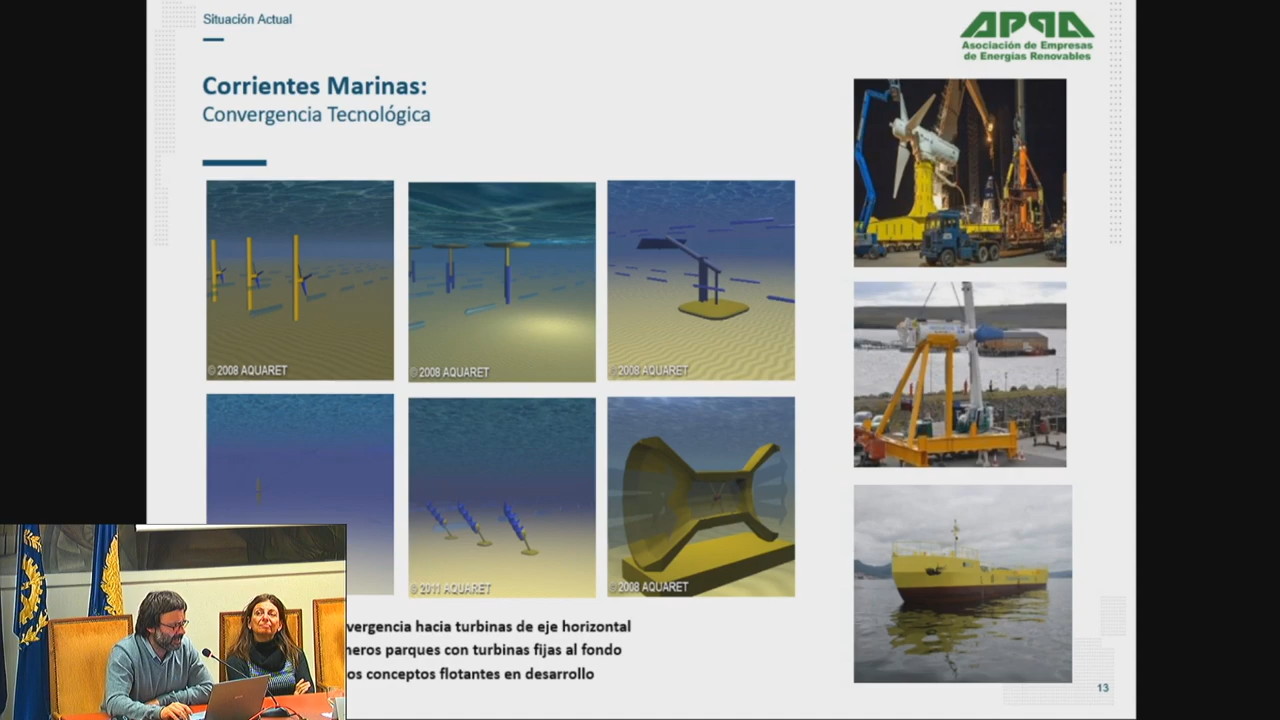 Situación Actual
APPA
Asociación de Empresas
de Energías Renovables
Corrientes Marinas:
Convergencia Tecnológica
© 2008 AQUARET
© 2008 AQUARET
© 2008 AQUARET
© 2011 AQUARET
© 2008 AQUARET
vergencia hacia turbinas de eje horizontal
neros parques con turbinas fijas al fondo
os conceptos flotantes en desarrollo
13